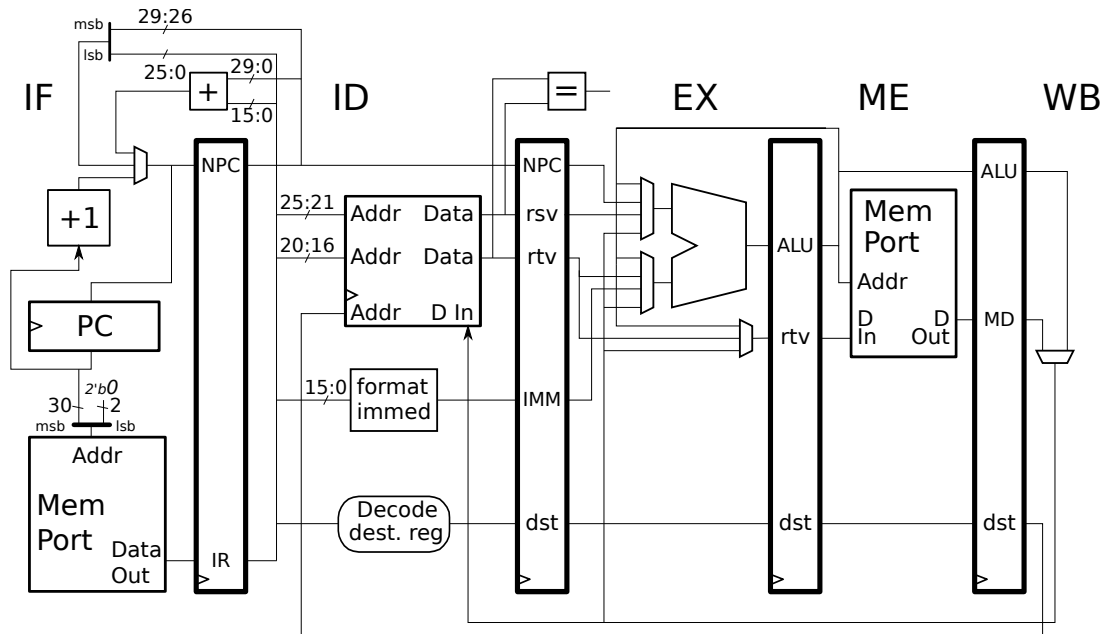 msb
29:26
lsb
25:0
29:0
15:0
+
=
IF
ID
EX
ME
WB
NPC
NPC
ALU
+1
25:21
Addr
Data
rsv
20:16
Addr
Data
rtv
Addr
D In
ALU
Mem
Port
Addr
D
In
D
Out
MD
PC
rtv
2'b0
30
2
msb
lsb
15:0
format
immed
IMM
Addr
Mem
Port
Data
Out
IR
Decode
dest. reg
dst
dst
dst